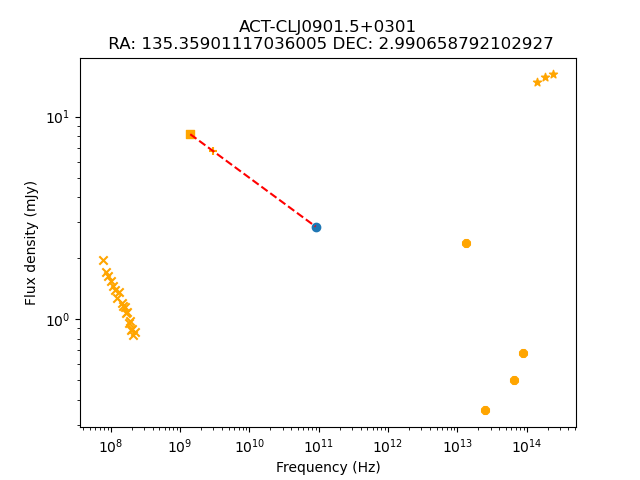 ACT-CLJ0901.5+0301
RA: 135.35901117036005 DEC: 2.990658792102927
Flux density (mJy)
10¹
10⁰
10⁸ 10⁹ 10¹⁰ 10¹¹ 10¹² 10¹³ 10¹⁴
Frequency (Hz)